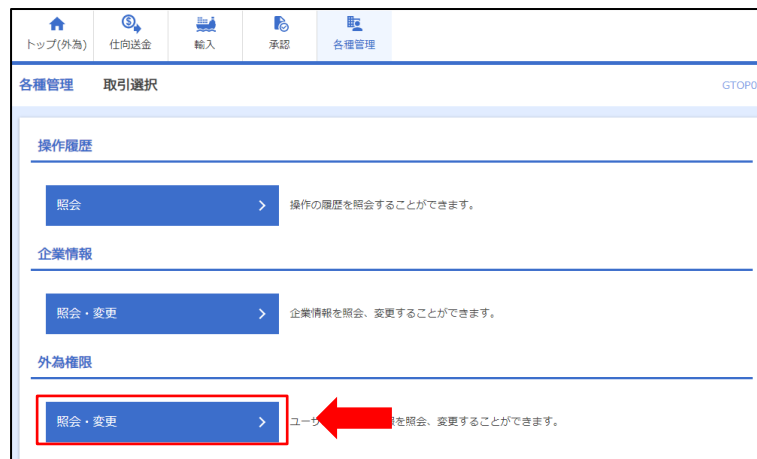 トップ(外為) 仕向送金 輸入 承認 各種管理
各種管理 取引選択 GTOP0
操作履歴
照会 操作の履歴を照会することができます。
企業情報
照会・変更 企業情報を照会、変更することができます。
外為権限
照会・変更 ユーサ を照会、変更することができます。